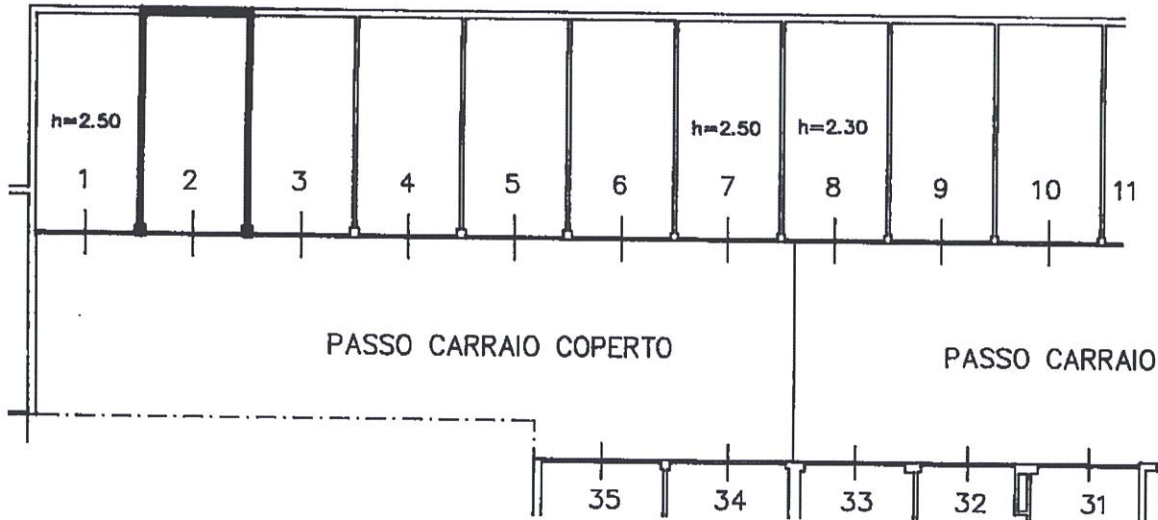 h=2.50 h=2.50 h=2.30
1 2 3 4 5 6 7 8 9 10 11
PASSO CARRAIO COPERTO PASSO CARRAIO
35 34 33 32 31